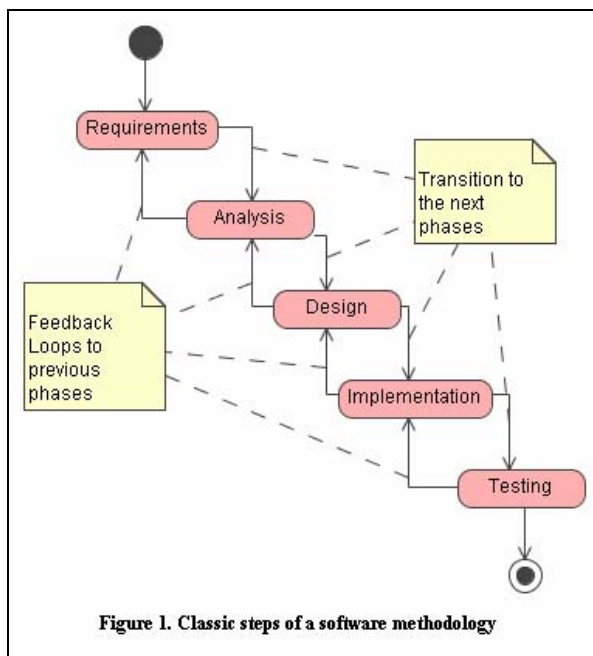 Requirements
Transition to
the next
phases
Analysis
Feedback
Loops to
previous
phases
Design
Implementation
Testing
Figure 1. Classic steps of a software methodology